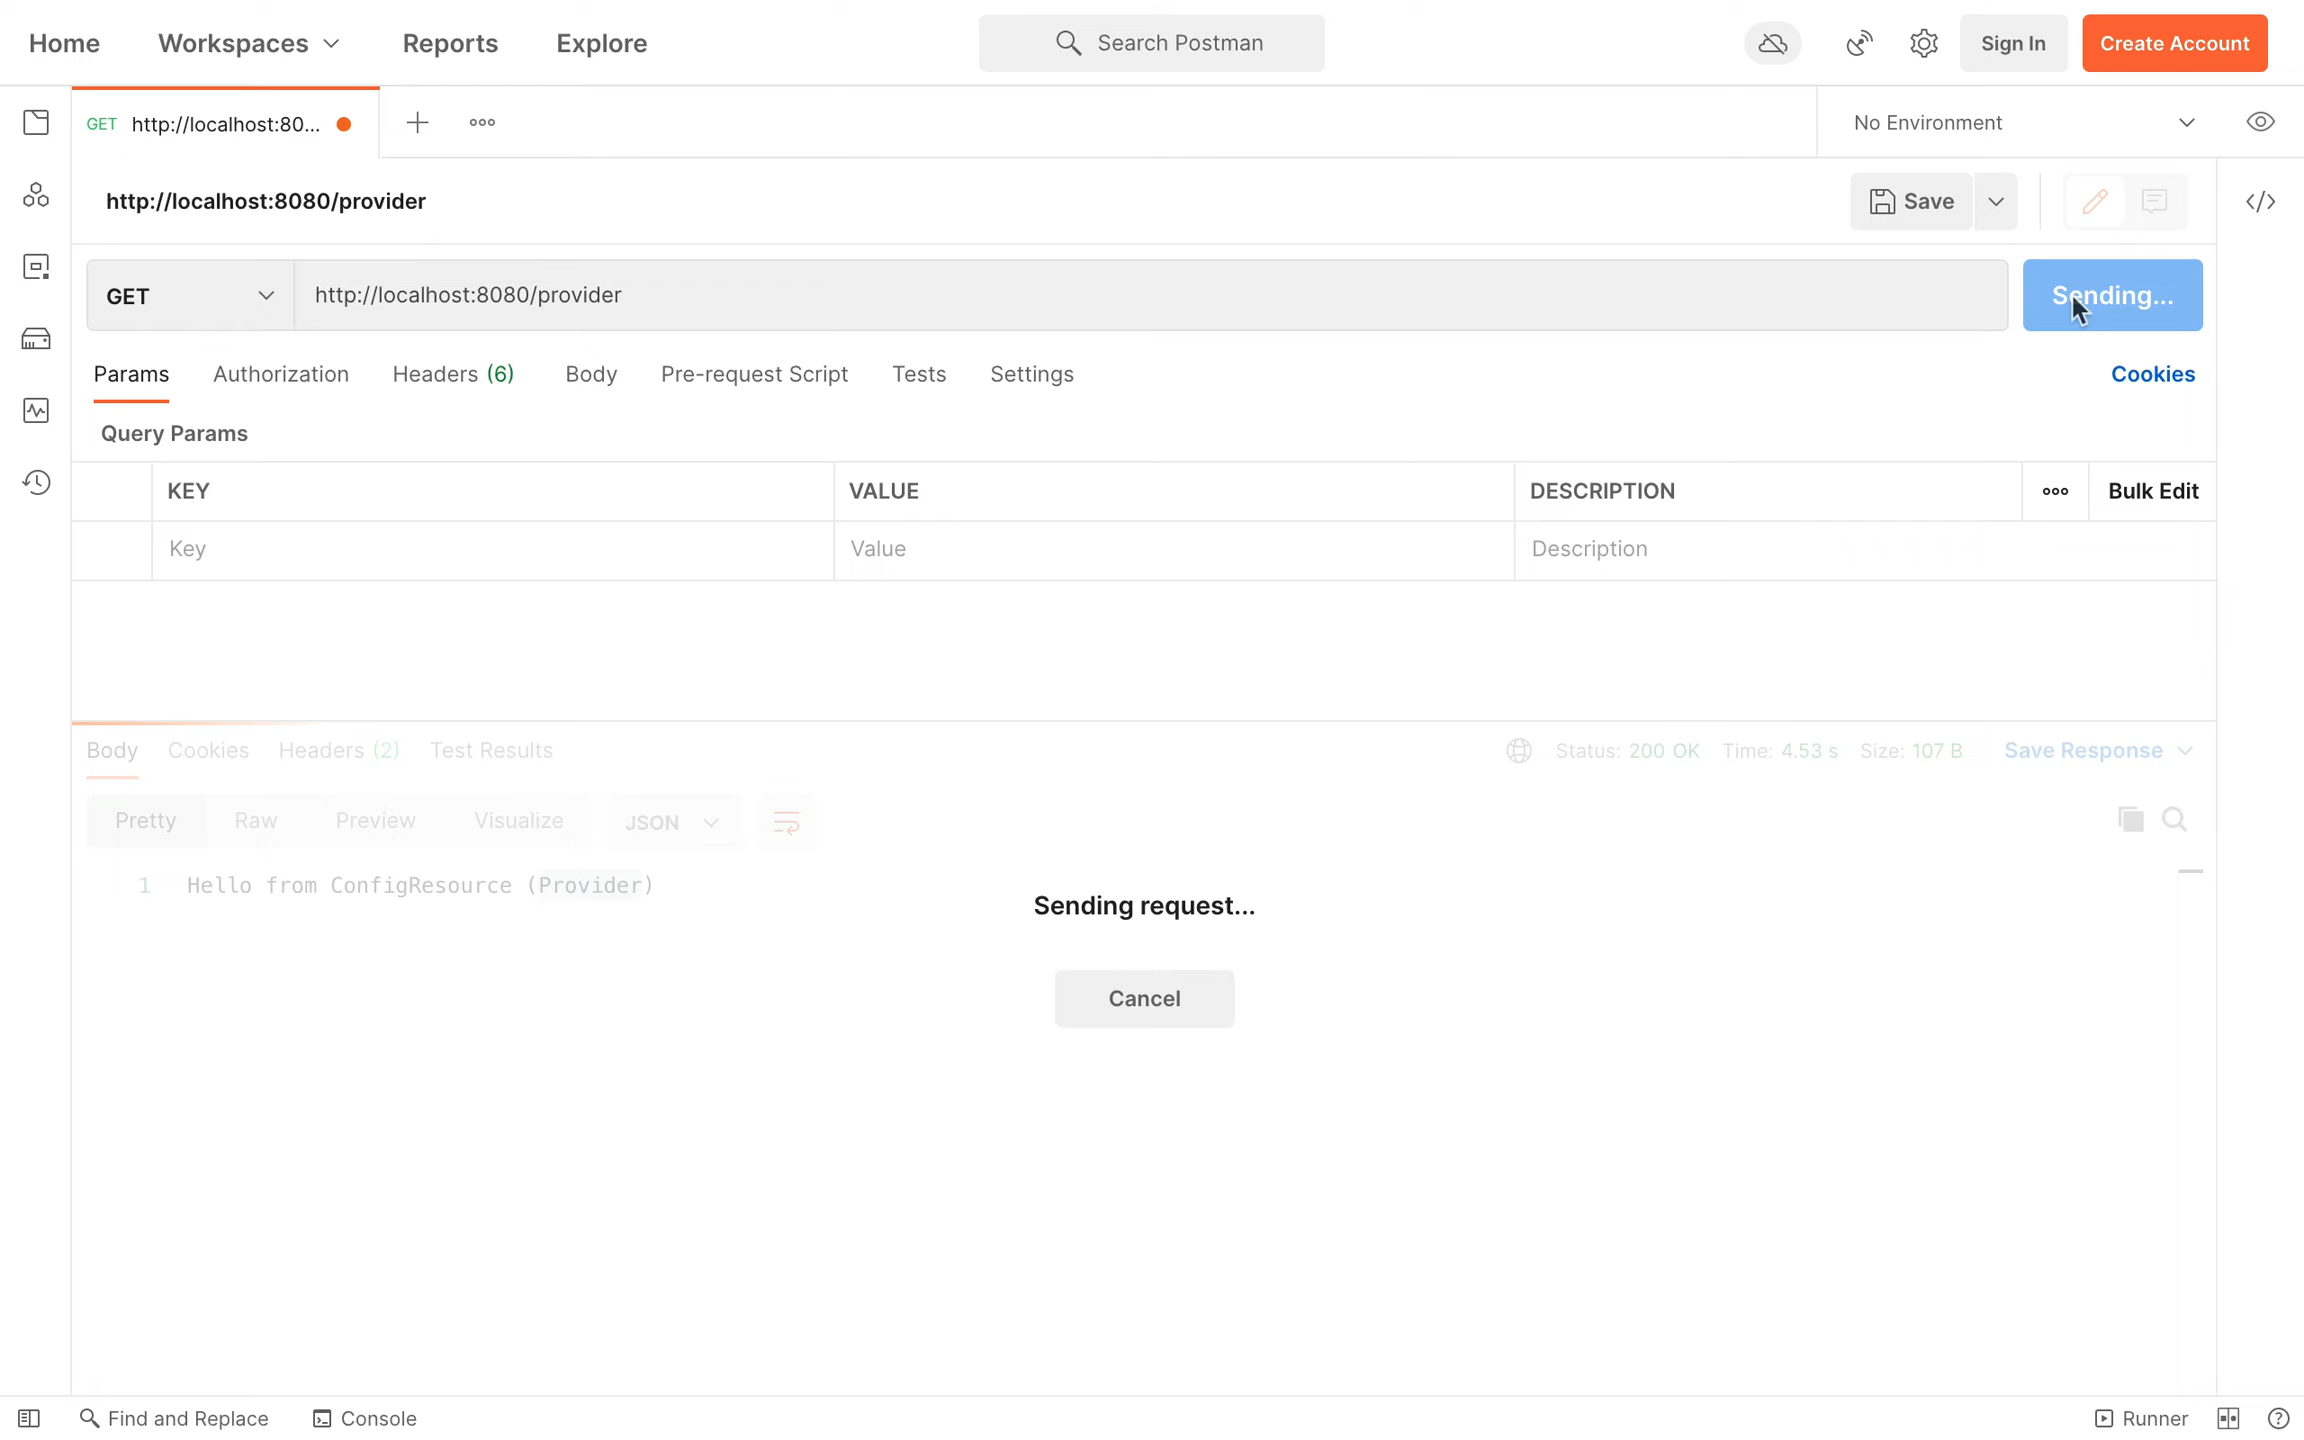 Home Workspaces Reports Explore Search Postman Sign In Create Account
GET http://localhost:80... No Environment
http://localhost:8080/provider Save
GET http://localhost:8080/provider Sending...
Params Authorization Headers (6) Body Pre-request Script Tests Settings Cookies
Query Params
KEY VALUE DESCRIPTION Bulk Edit
Key Value Description
Body Cookies Headers (2) Test Results Status: 200 OK Time: 4.53 s Size: 107 B Save Response
Pretty Raw Preview Visualize JSON
1 Hello from ConfigResource (Provider)
Sending request...
Cancel
Find and Replace Console Runner